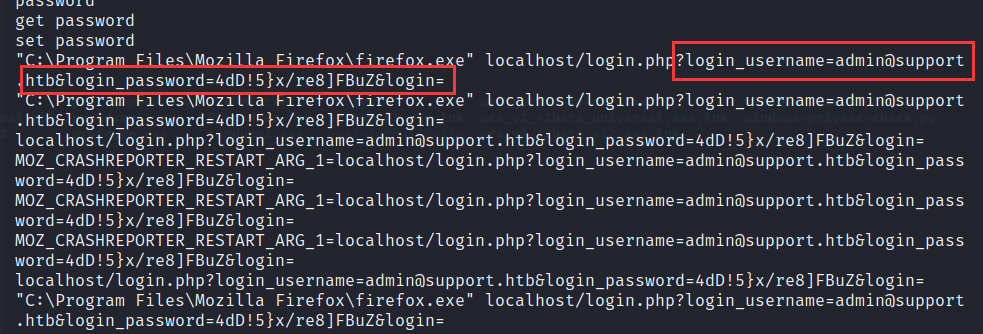 password
get password
set password
"C:\Program Files\Mozilla Firefox\firefox.exe" localhost/login.php?login_username=admin@support
.htb&login_password=4dD!5}x/re8]FBuZ&login=
"C:\Program Files\Mozilla Firefox\firefox.exe" localhost/login.php?login_username=admin@support
.htb&login_password=4dD!5}x/re8]FBuZ&login=
localhost/login.php?login_username=admin@support.htb&login_password=4dD!5}x/re8]FBuZ&login=
MOZ_CRASHREPORTER_RESTART_ARG_1=localhost/login.php?login_username=admin@support.htb&login_pass
word=4dD!5}x/re8]FBuZ&login=
MOZ_CRASHREPORTER_RESTART_ARG_1=localhost/login.php?login_username=admin@support.htb&login_pass
word=4dD!5}x/re8]FBuZ&login=
MOZ_CRASHREPORTER_RESTART_ARG_1=localhost/login.php?login_username=admin@support.htb&login_pass
word=4dD!5}x/re8]FBuZ&login=
localhost/login.php?login_username=admin@support.htb&login_password=4dD!5}x/re8]FBuZ&login=
"C:\Program Files\Mozilla Firefox\firefox.exe" localhost/login.php?login_username=admin@support
.htb&login_password=4dD!5}x/re8]FBuZ&login=